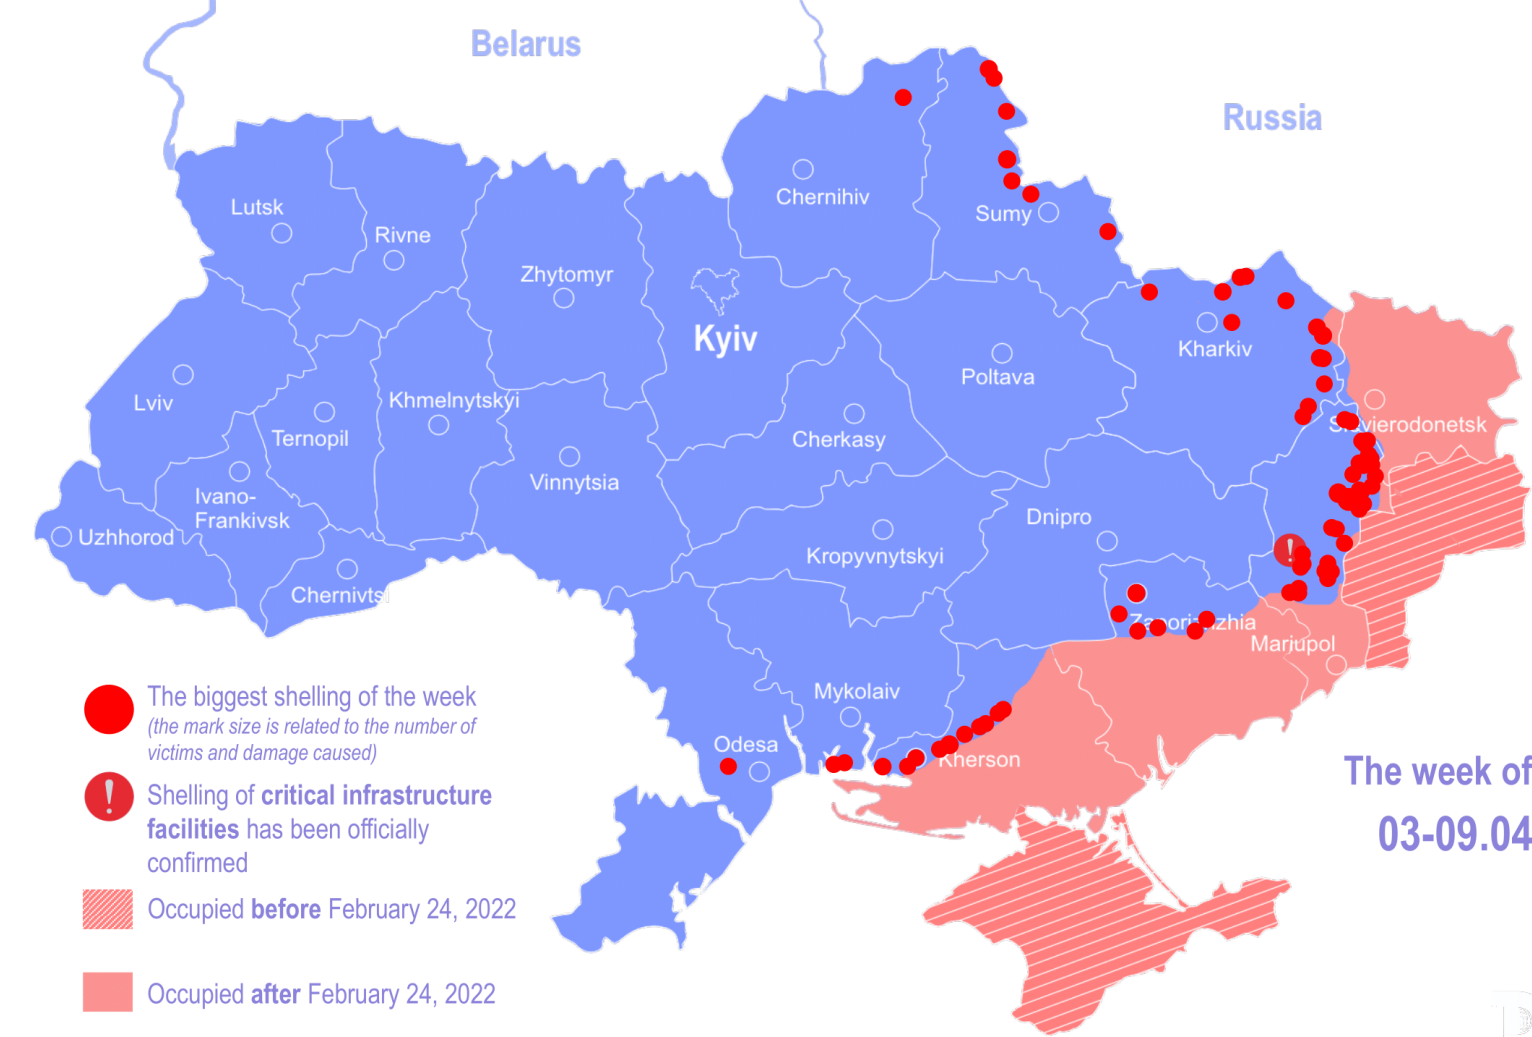 Belarus
Russia
Chernihiv
Lutsk
Sumy
Rivne
Zhytomyr
Kyiv
Kharkiv
Poltava
Lviv
Khmelnytskyi
Sievierodonetsk
Ternopil
Cherkasy
Vinnytsia
Ivano-
Frankivsk
Dnipro
Uzhhorod
Kropyvnytskyi
Chernivtsi
Zaporizhzhia
Mariupol
Mykolaiv
Odesa
Kherson
The biggest shelling of the week
(the mark size is related to the number of
victims and damage caused)
Shelling of critical infrastructure
facilities has been officially
confirmed
Occupied before February 24, 2022
Occupied after February 24, 2022
The week of
03-09.04